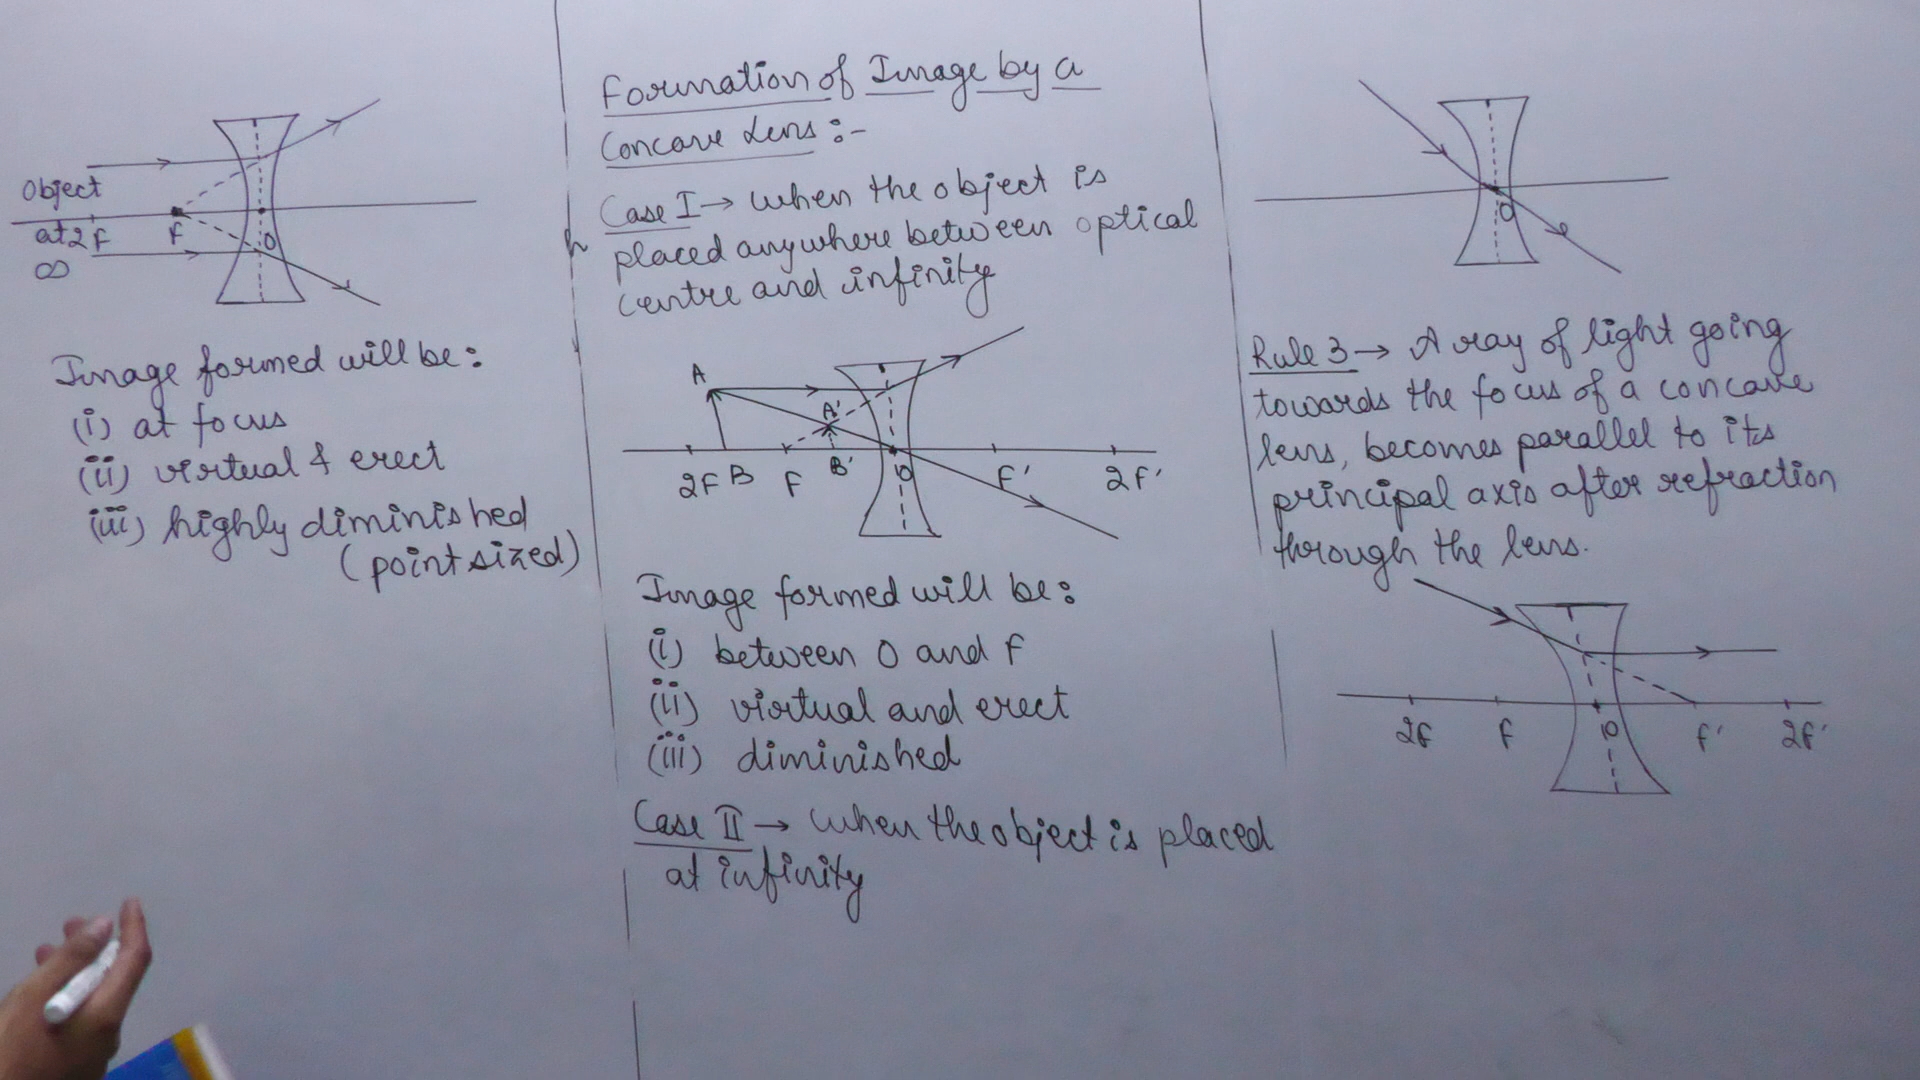 Object
at 2F F O
∞
Image formed will be:
(i) at focus
(ii) virtual & erect
(iii) highly diminished
(point sized)
Formation of Image by a
Concave Lens :-
Case I → When the object is
placed anywhere between optical
centre and infinity
A
A'
2F B F B' O F' 2F'
Image formed will be:
(i) between O and F
(ii) virtual and erect
(iii) diminished
Case II → When the object is placed
at infinity
O
Rule 3 → A ray of light going
towards the focus of a concave
lens, becomes parallel to its
principal axis after refraction
through the lens.
2F F O F' 2F'